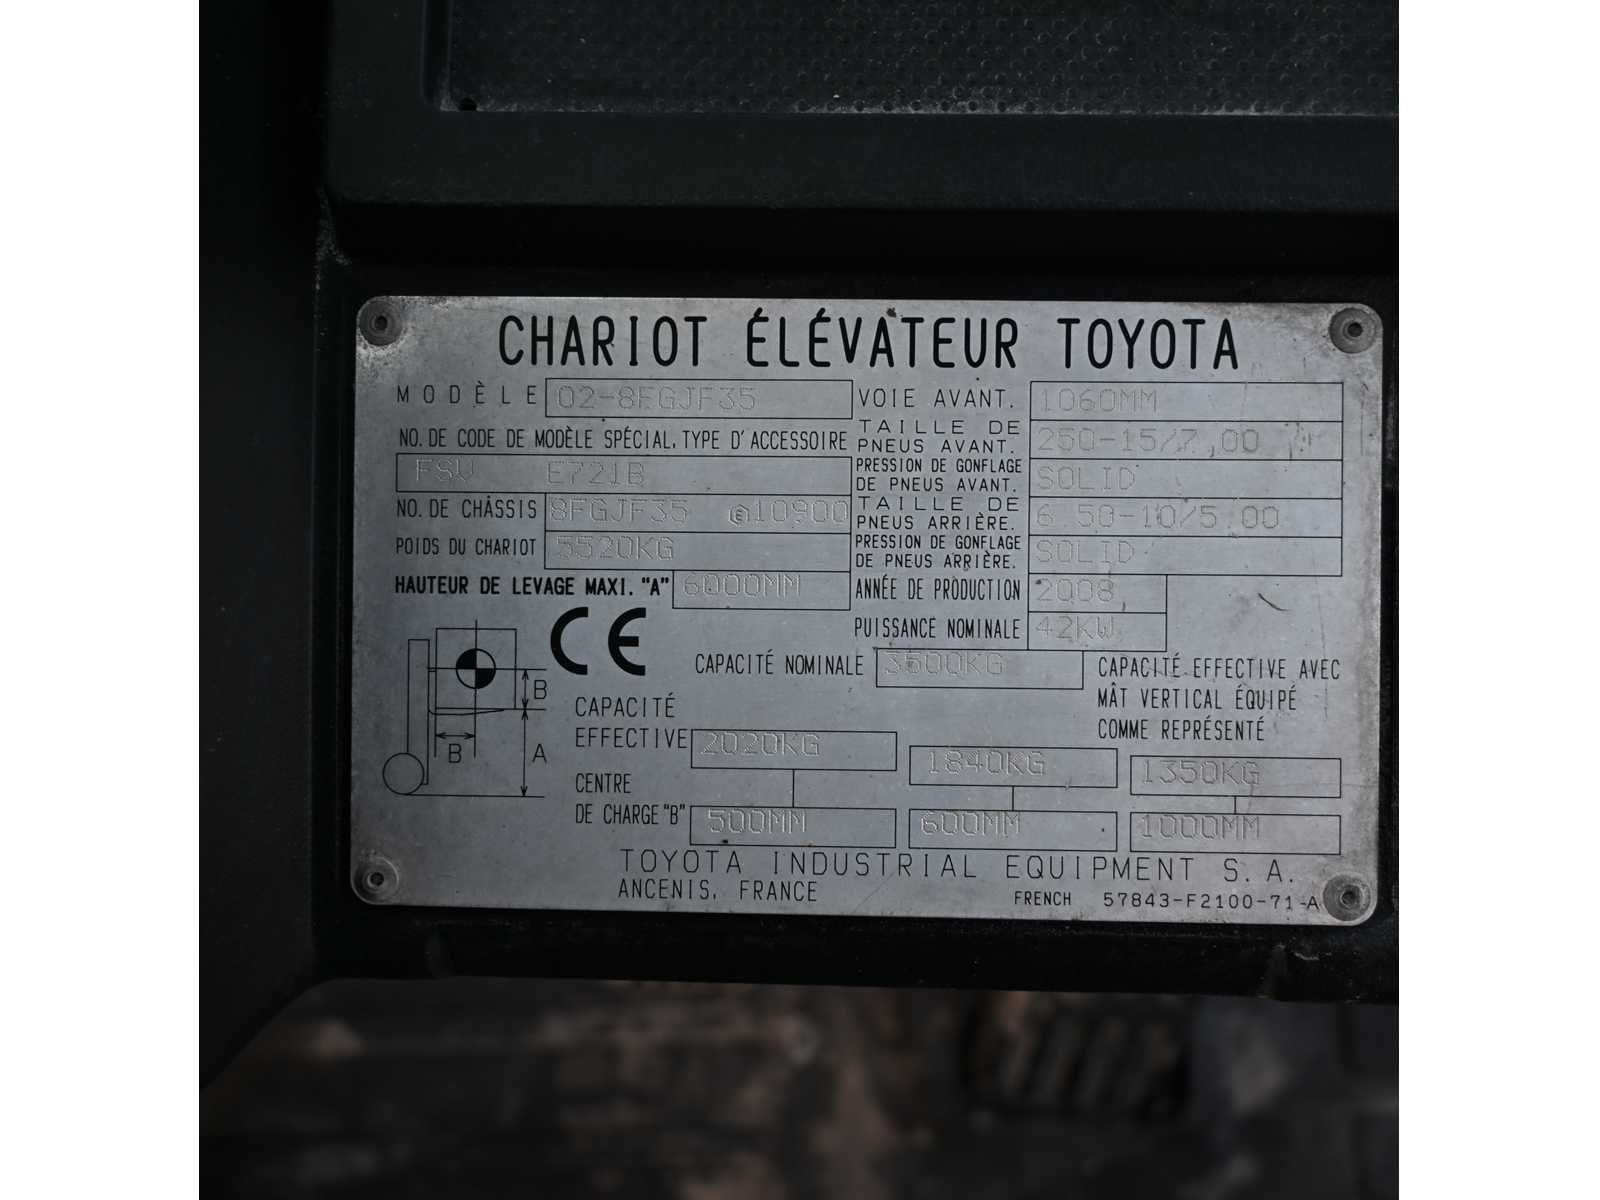 CHARIOT ÉLÉVATEUR TOYOTA
MODÈLE 02-8FGJF35
NO. DE CODE DE MODÈLE SPÉCIAL, TYPE D'ACCESSOIRE
FSV E721B
NO. DE CHÂSSIS 8FGJF35 E 10900
POIDS DU CHARIOT 5520KG
HAUTEUR DE LEVAGE MAXI. "A" 6000MM
VOIE AVANT. 1060MM
TAILLE DE
PNEUS AVANT. 250-15/7,00
PRESSION DE GONFLAGE
DE PNEUS AVANT. SOLID
TAILLE DE
PNEUS ARRIÈRE. 6.50-10/5.00
PRESSION DE GONFLAGE
DE PNEUS ARRIÈRE. SOLID
ANNÉE DE PRODUCTION 2008
PUISSANCE NOMINALE 42KW
CE
CAPACITÉ NOMINALE 3500KG
CAPACITÉ EFFECTIVE AVEC
MÂT VERTICAL ÉQUIPÉ
COMME REPRÉSENTÉ
B
B
A
CAPACITÉ
EFFECTIVE 2020KG 1840KG 1350KG
CENTRE
DE CHARGE "B" 500MM 600MM 1000MM
TOYOTA INDUSTRIAL EQUIPMENT S.A.
ANCENIS, FRANCE
FRENCH 57843-F2100-71-A